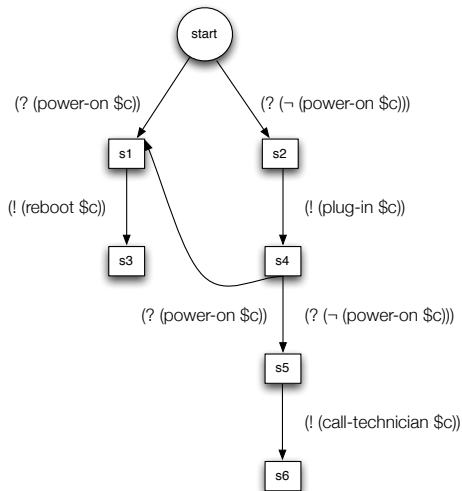 start
(? (power-on $c))
(? (¬ (power-on $c)))
s1
s2
(! (reboot $c))
(! (plug-in $c))
s3
s4
(? (power-on $c))
(? (¬ (power-on $c)))
s5
(! (call-technician $c))
s6